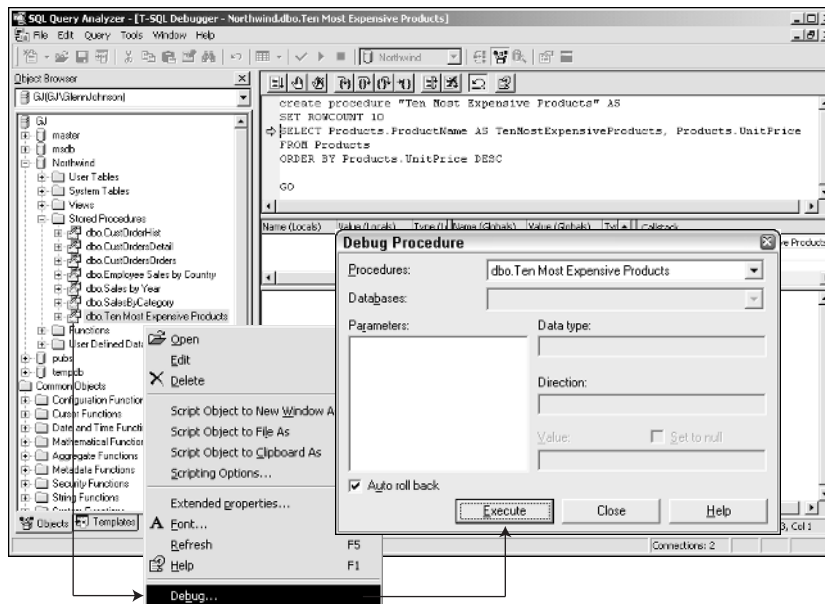 SQL Query Analyzer - [T-SQL Debugger - Northwind.dbo.Ten Most Expensive Products]
File Edit Query Tools Window Help
Northwind
Object Browser
GJ(GJ\GlennJohnson)
GJ
master
msdb
Northwind
User Tables
System Tables
Views
Stored Procedures
dbo.CustOrderHist
dbo.CustOrdersDetail
dbo.CustOrdersOrders
dbo.Employee Sales by Country
dbo.Sales by Year
dbo.SalesByCategory
dbo.Ten Most Expensive Products
Functions
User Defined Data
pubs
tempdb
Common Objects
Configuration Function
Cursor Functions
Date and Time Functi
Mathematical Function
Aggregate Functions
Metadata Functions
Security Functions
String Functions
Objects Templates
create procedure "Ten Most Expensive Products" AS
SET ROWCOUNT 10
SELECT Products.ProductName AS TenMostExpensiveProducts, Products.UnitPrice
FROM Products
ORDER BY Products.UnitPrice DESC
GO
Name (Locals) Value (Locals) Type (L Name (Globals) Value (Globals) Callstack
e Products
Open
Edit
Delete
Script Object to New Window A
Script Object to File As
Script Object to Clipboard As
Scripting Options...
Extended properties...
Font...
Refresh F5
Help F1
Debug...
Debug Procedure
Procedures: dbo.Ten Most Expensive Products
Databases:
Parameters:
Data type:
Direction:
Value: Set to null
Auto roll back
Execute Close Help
3, Col 1
Connections: 2